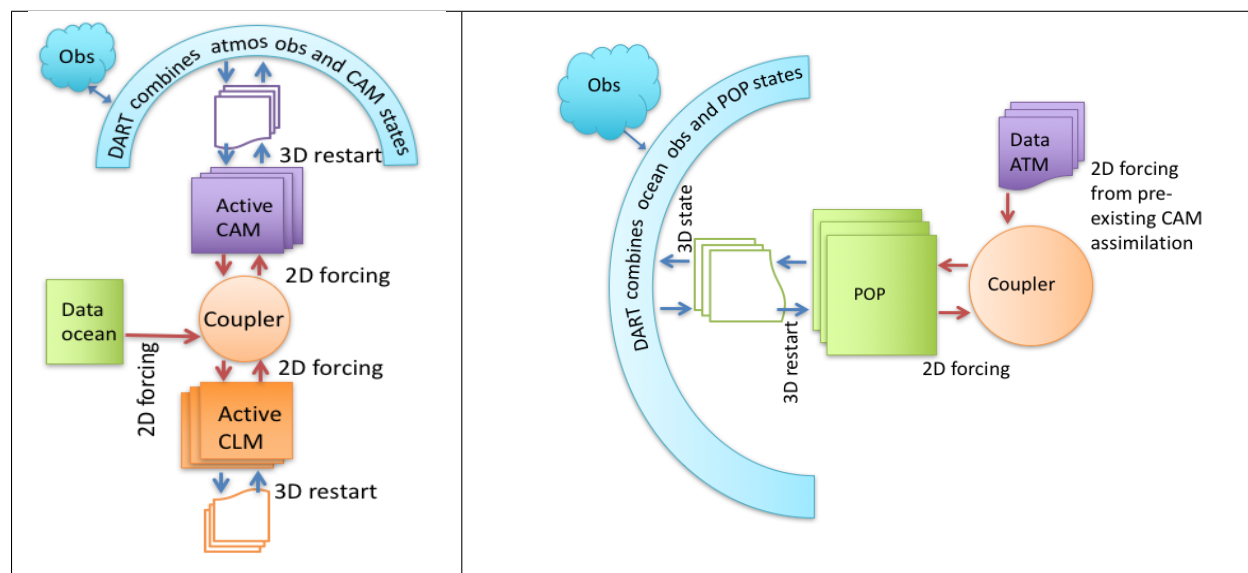 Obs
DART combines atmos obs and CAM states
3D restart
Active
CAM
2D forcing
Data
ocean
Coupler
2D forcing
2D forcing
Active
CLM
3D restart
Obs
DART combines ocean obs and POP states
3D state
3D restart
POP
2D forcing
Data
ATM
2D forcing
from pre-
existing CAM
assimilation
Coupler